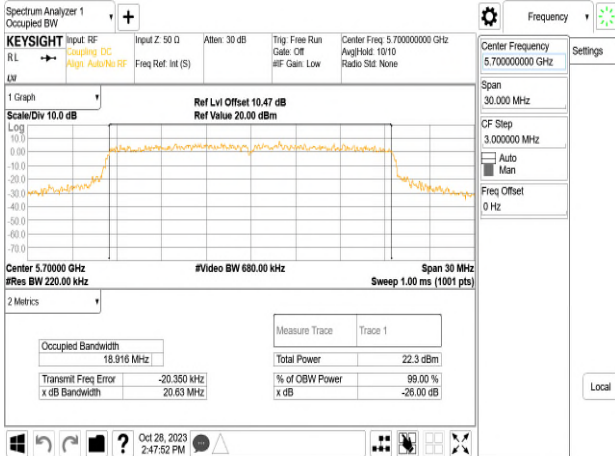 Spectrum Analyzer 1
Occupied BW
Frequency
KEYSIGHT
RL
Input: RF
Coupling: DC
Align: Auto/No RF
Input Z: 50 Ω
Freq Ref: Int (S)
Atten: 30 dB
Trig: Free Run
Gate: Off
#IF Gain: Low
Center Freq: 5.700000000 GHz
Avg|Hold: 10/10
Radio Std: None
Center Frequency
5.700000000 GHz
Settings
Span
30.000 MHz
CF Step
3.000000 MHz
Auto
Man
Freq Offset
0 Hz
Local
1 Graph
Scale/Div 10.0 dB
Ref Lvl Offset 10.47 dB
Ref Value 20.00 dBm
Log
10.0
0.00
-10.0
-20.0
-30.0
-40.0
-50.0
-60.0
-70.0
Center 5.70000 GHz
#Video BW 680.00 kHz
Span 30 MHz
#Res BW 220.00 kHz
Sweep 1.00 ms (1001 pts)
2 Metrics
Measure Trace
Trace 1
Occupied Bandwidth
18.916 MHz
Total Power
22.3 dBm
Transmit Freq Error
-20.350 kHz
% of OBW Power
99.00 %
x dB Bandwidth
20.63 MHz
x dB
-26.00 dB
?
Oct 28, 2023
2:47:52 PM